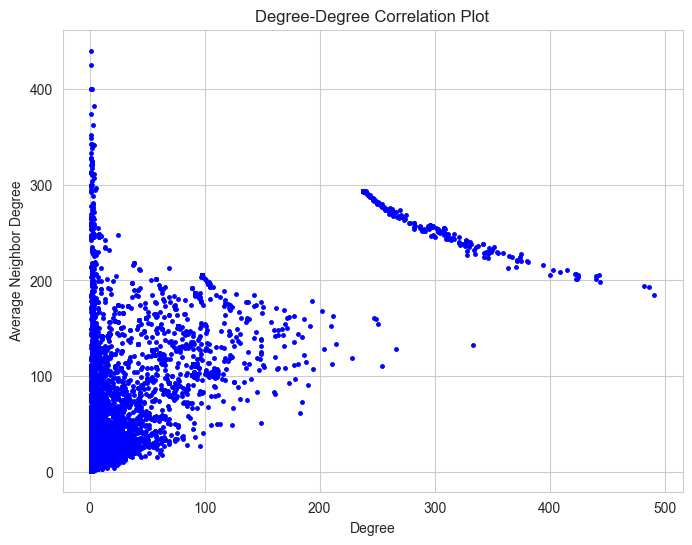 Degree-Degree Correlation Plot
Average Neighbor Degree
400
300
200
100
0
0 100 200 300 400 500
Degree